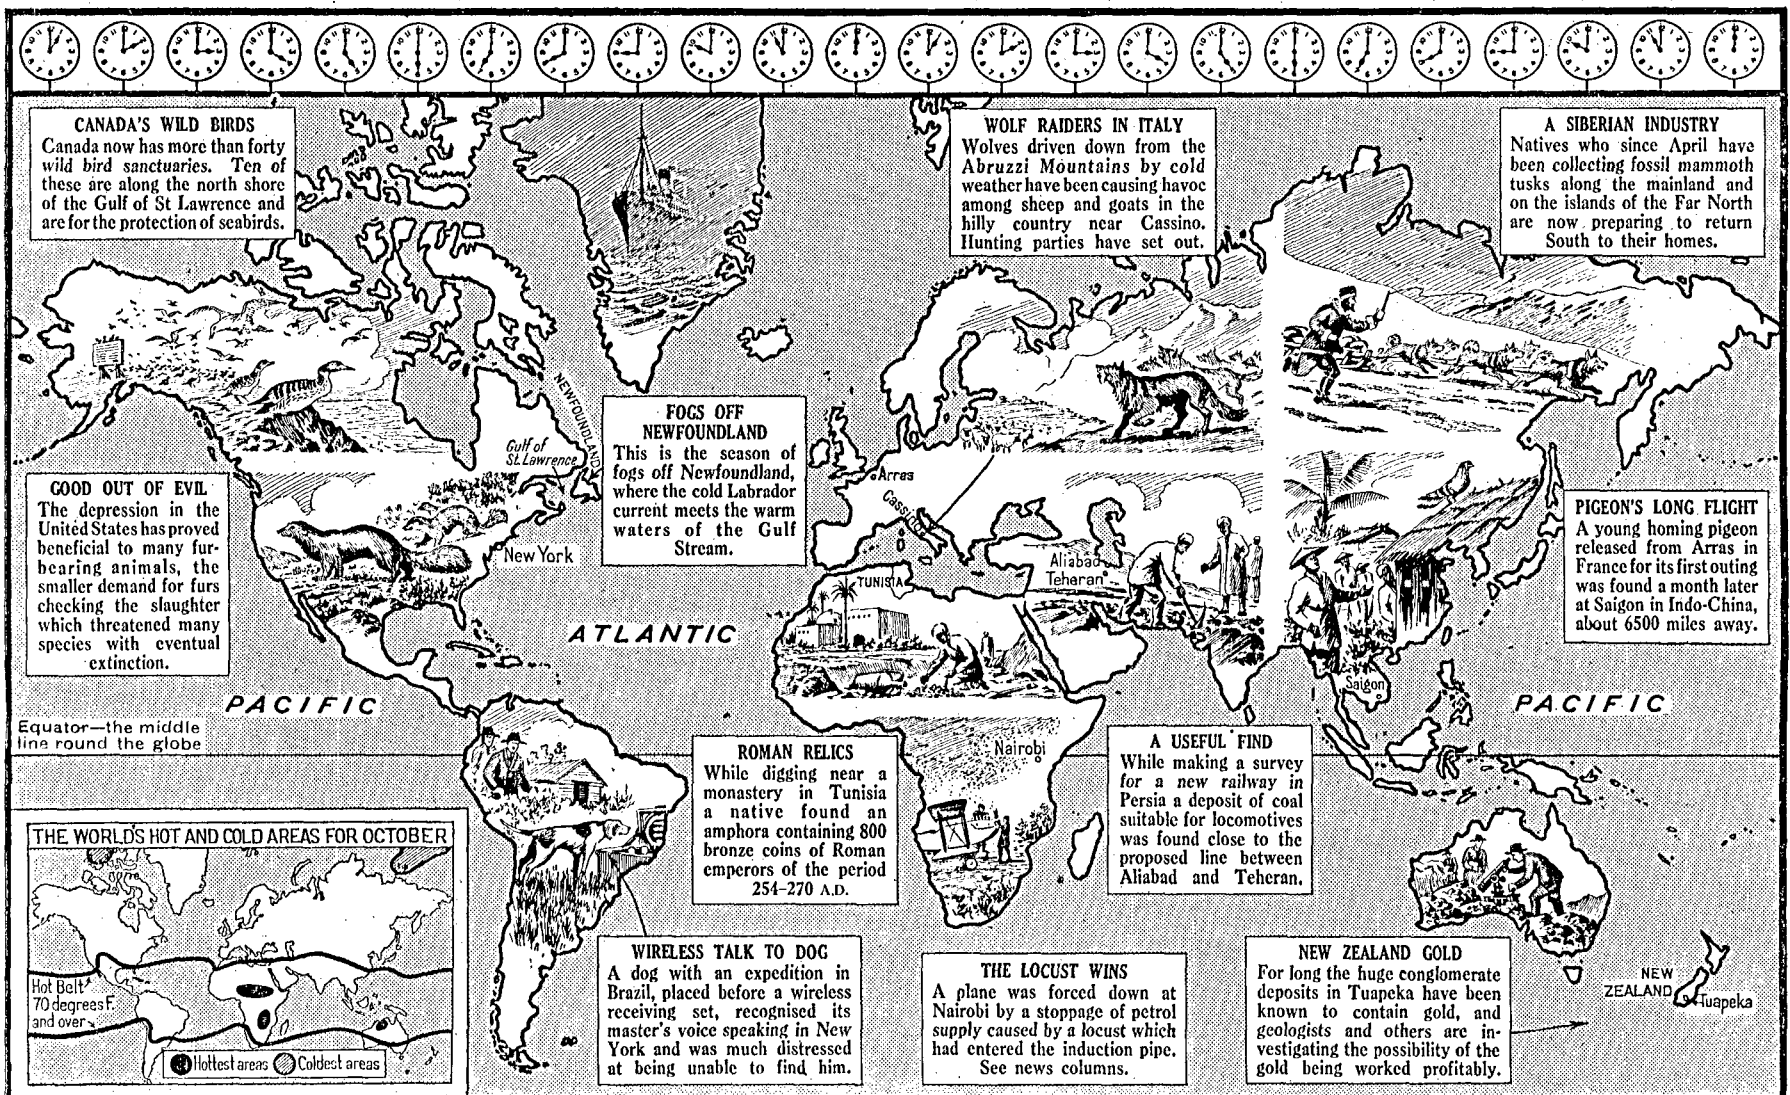 CANADA'S WILD BIRDS
Canada now has more than forty
wild bird sanctuaries. Ten of
these are along the north shore
of the Gulf of St Lawrence and
are for the protection of seabirds.
WOLF RAIDERS IN ITALY
Wolves driven down from the
Abruzzi Mountains by cold
weather have been causing havoc
among sheep and goats in the
hilly country near Cassino.
Hunting parties have set out.
A SIBERIAN INDUSTRY
Natives who since April have
been collecting fossil mammoth
tusks along the mainland and
on the islands of the Far North
are now preparing to return
South to their homes.
NEWFOUNDLAND
Gulf of
St. Lawrence
FOGS OFF
NEWFOUNDLAND
This is the season of
fogs off Newfoundland,
where the cold Labrador
current meets the warm
waters of the Gulf
Stream.
GOOD OUT OF EVIL
The depression in the
United States has proved
beneficial to many fur-
bearing animals, the
smaller demand for furs
checking the slaughter
which threatened many
species with eventual
extinction.
New York
Arras
Cassino
Aliabad
Teheran
TUNISIA
PIGEON'S LONG FLIGHT
A young homing pigeon
released from Arras in
France for its first outing
was found a month later
at Saigon in Indo-China,
about 6500 miles away.
ATLANTIC
PACIFIC
Saigon
PACIFIC
Equator—the middle
line round the globe
Nairobi
ROMAN RELICS
While digging near a
monastery in Tunisia
a native found an
amphora containing 800
bronze coins of Roman
emperors of the period
254-270 A.D.
A USEFUL FIND
While making a survey
for a new railway in
Persia a deposit of coal
suitable for locomotives
was found close to the
proposed line between
Aliabad and Teheran.
THE WORLD'S HOT AND COLD AREAS FOR OCTOBER
Hot Belt
70 degrees F.
and over
Hottest areas
Coldest areas
WIRELESS TALK TO DOG
A dog with an expedition in
Brazil, placed before a wireless
receiving set, recognised its
master's voice speaking in New
York and was much distressed
at being unable to find him.
THE LOCUST WINS
A plane was forced down at
Nairobi by a stoppage of petrol
supply caused by a locust which
had entered the induction pipe.
See news columns.
NEW ZEALAND GOLD
For long the huge conglomerate
deposits in Tuapeka have been
known to contain gold, and
geologists and others are in-
vestigating the possibility of the
gold being worked profitably.
NEW
ZEALAND
Tuapeka